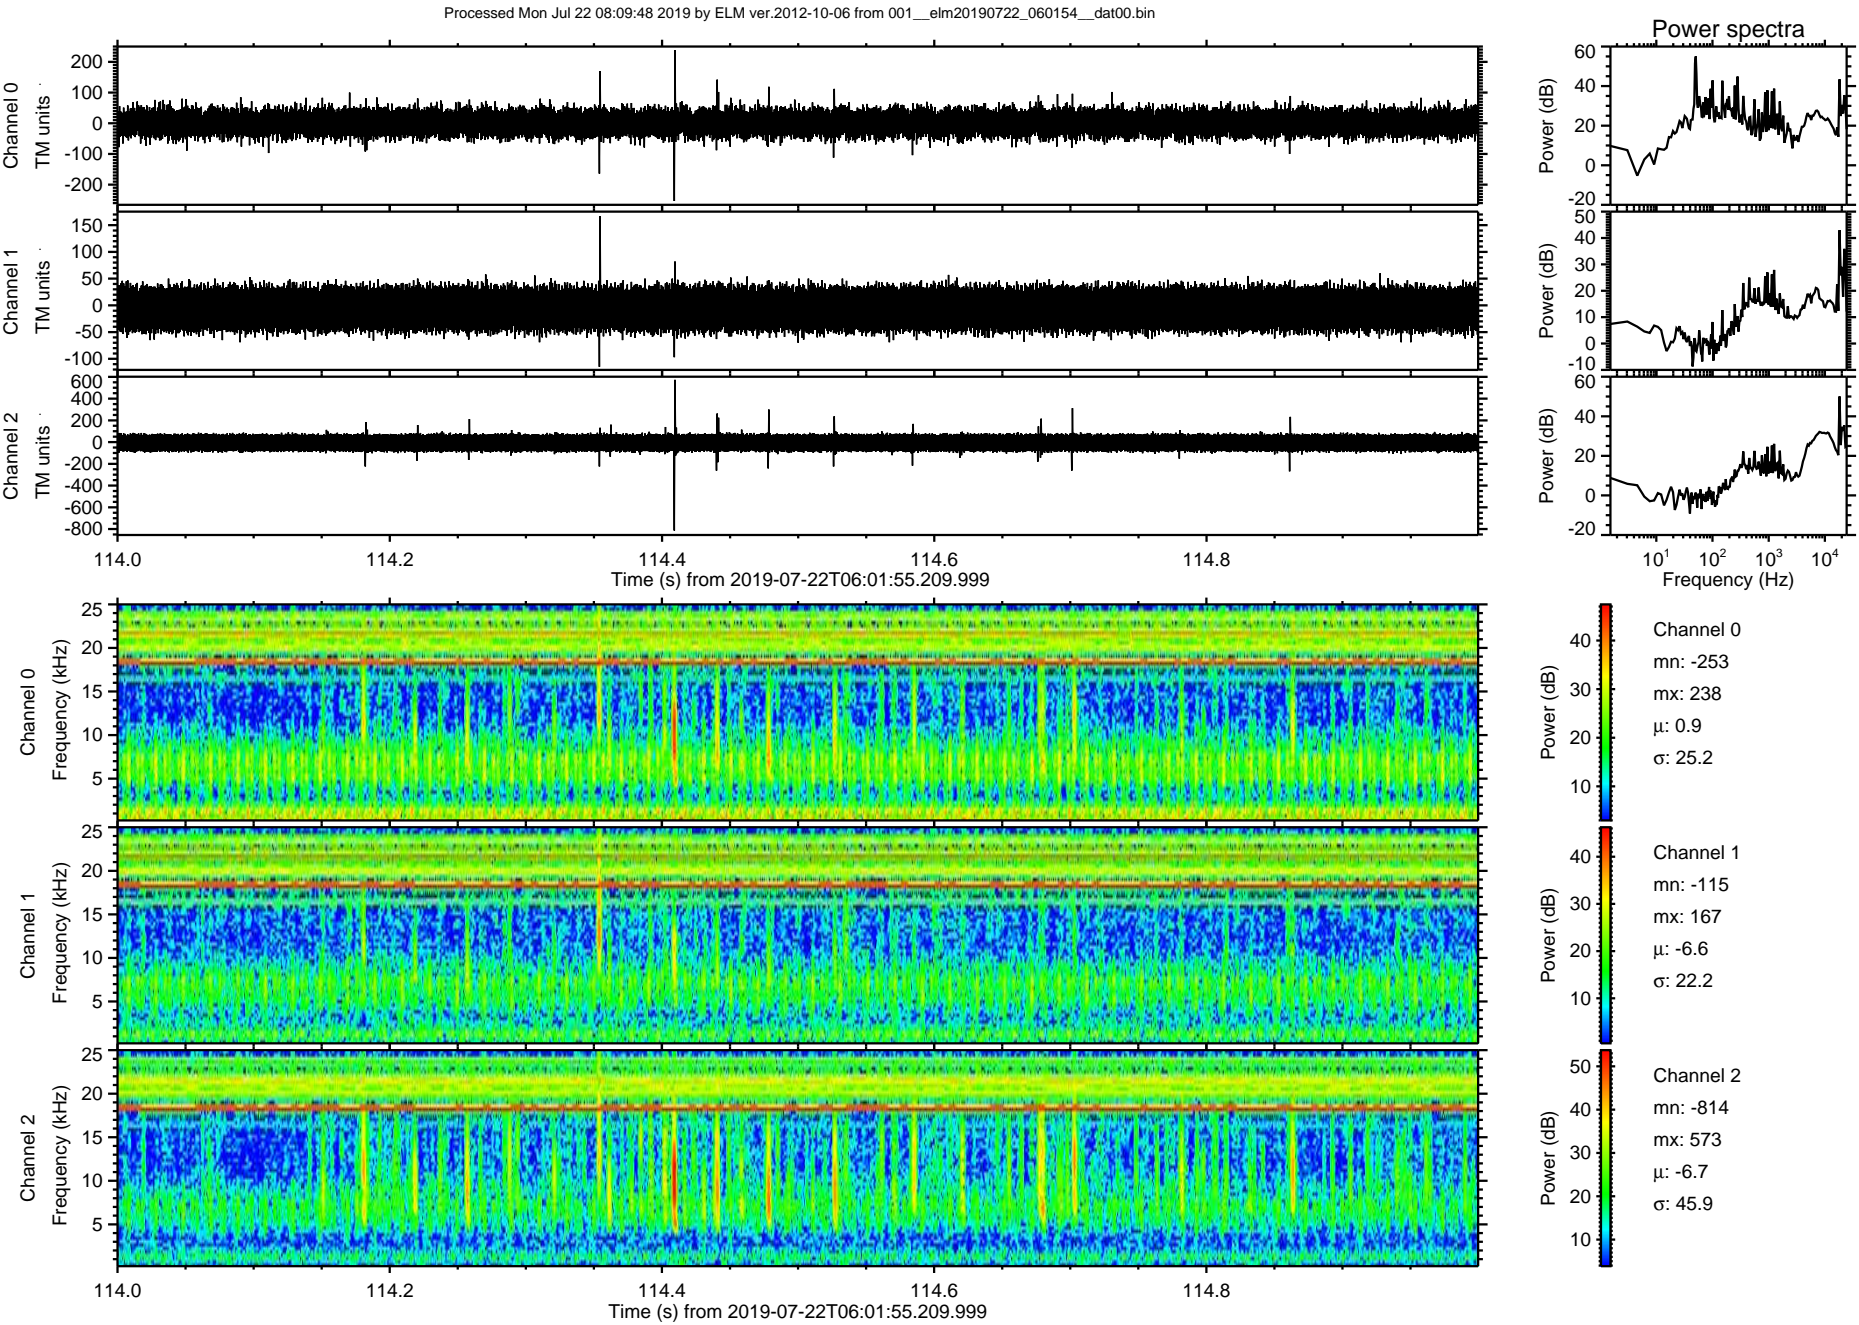 Processed Mon Jul 22 08:09:48 2019 by ELM ver.2012-10-06 from 001__elm20190722_060154__dat00.bin
Power spectra
Channel 0
TM units
200
100
0
-100
-200
Power (dB)
60
40
20
0
-20
Channel 1
TM units
150
100
50
0
-50
-100
Power (dB)
50
40
30
20
10
0
-10
Channel 2
TM units
600
400
200
0
-200
-400
-600
-800
Power (dB)
60
40
20
0
-20
114.0 114.2 114.4 114.6 114.8
Time (s) from 2019-07-22T06:01:55.209.999
10¹ 10² 10³ 10⁴
Frequency (Hz)
Channel 0
Frequency (kHz)
25
20
15
10
5
Power (dB)
40
30
20
10
Channel 0
mn: -253
mx: 238
μ: 0.9
σ: 25.2
Channel 1
Frequency (kHz)
25
20
15
10
5
Power (dB)
40
30
20
10
Channel 1
mn: -115
mx: 167
μ: -6.6
σ: 22.2
Channel 2
Frequency (kHz)
25
20
15
10
5
Power (dB)
50
40
30
20
10
Channel 2
mn: -814
mx: 573
μ: -6.7
σ: 45.9
114.0 114.2 114.4 114.6 114.8
Time (s) from 2019-07-22T06:01:55.209.999